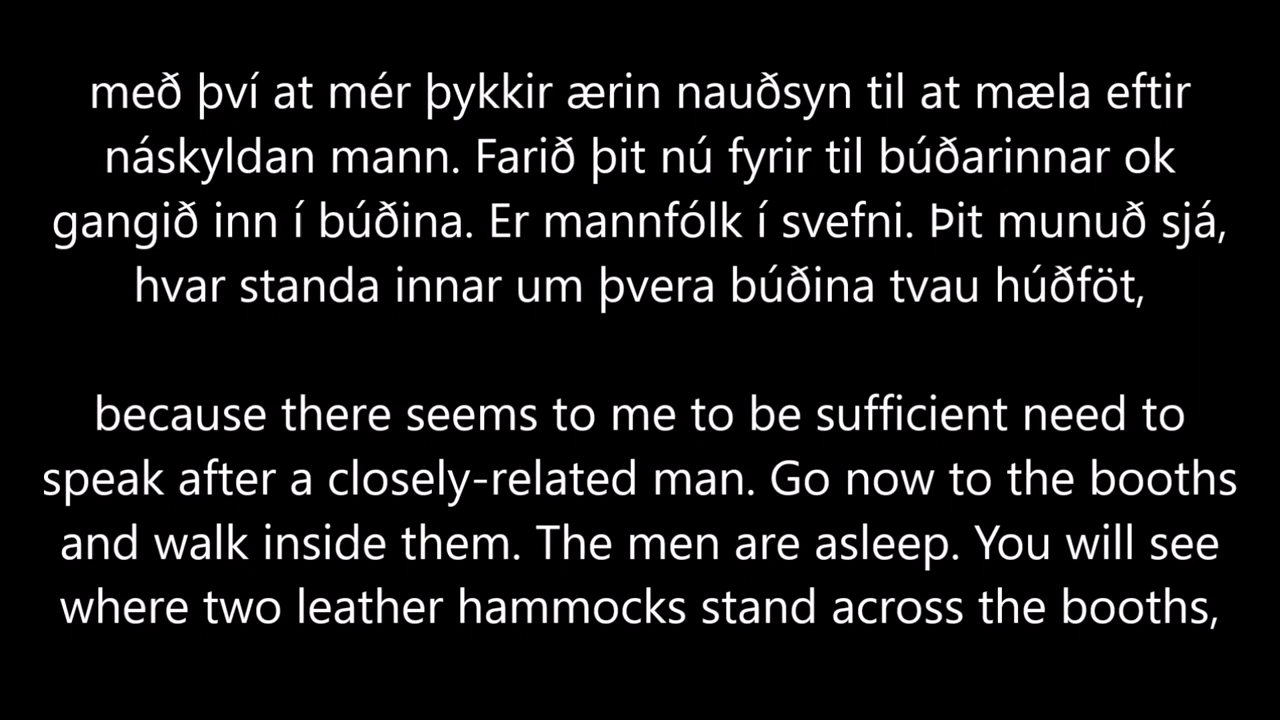 með því at mér þykkir ærin nauðsyn til at mæla eftir
náskyldan mann. Farið þit nú fyrir til búðarinnar ok
gangið inn í búðina. Er mannfólk í svefni. Þit munuð sjá,
hvar standa innar um þvera búðina tvau húðföt,
because there seems to me to be sufficient need to
speak after a closely-related man. Go now to the booths
and walk inside them. The men are asleep. You will see
where two leather hammocks stand across the booths,